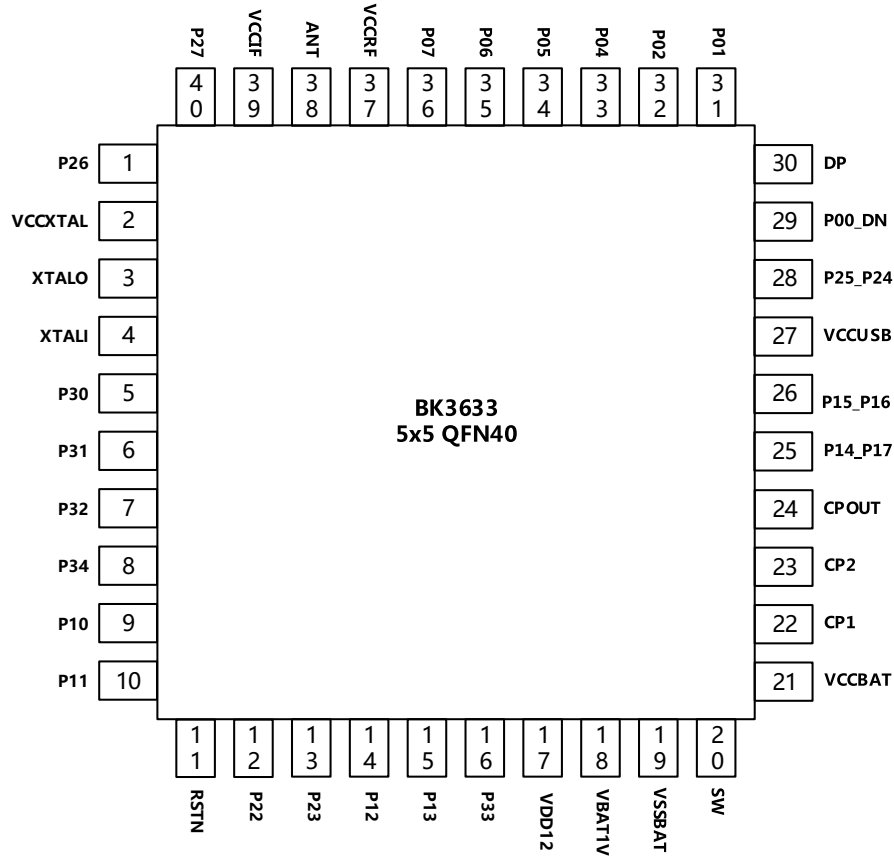 P27
VCCIF
ANT
VCCRF
P07
P06
P05
P04
P02
P01
40
39
38
37
36
35
34
33
32
31
P26 1
VCCXTAL 2
XTALO 3
XTALI 4
P30 5
P31 6
P32 7
P34 8
P10 9
P11 10
BK3633
5x5 QFN40
30 DP
29 P00_DN
28 P25_P24
27 VCCUSB
26 P15_P16
25 P14_P17
24 CPOUT
23 CP2
22 CP1
21 VCCBAT
11
12
13
14
15
16
17
18
19
20
RSTN
P22
P23
P12
P13
P33
VDD12
VBAT1V
VSSBAT
SW